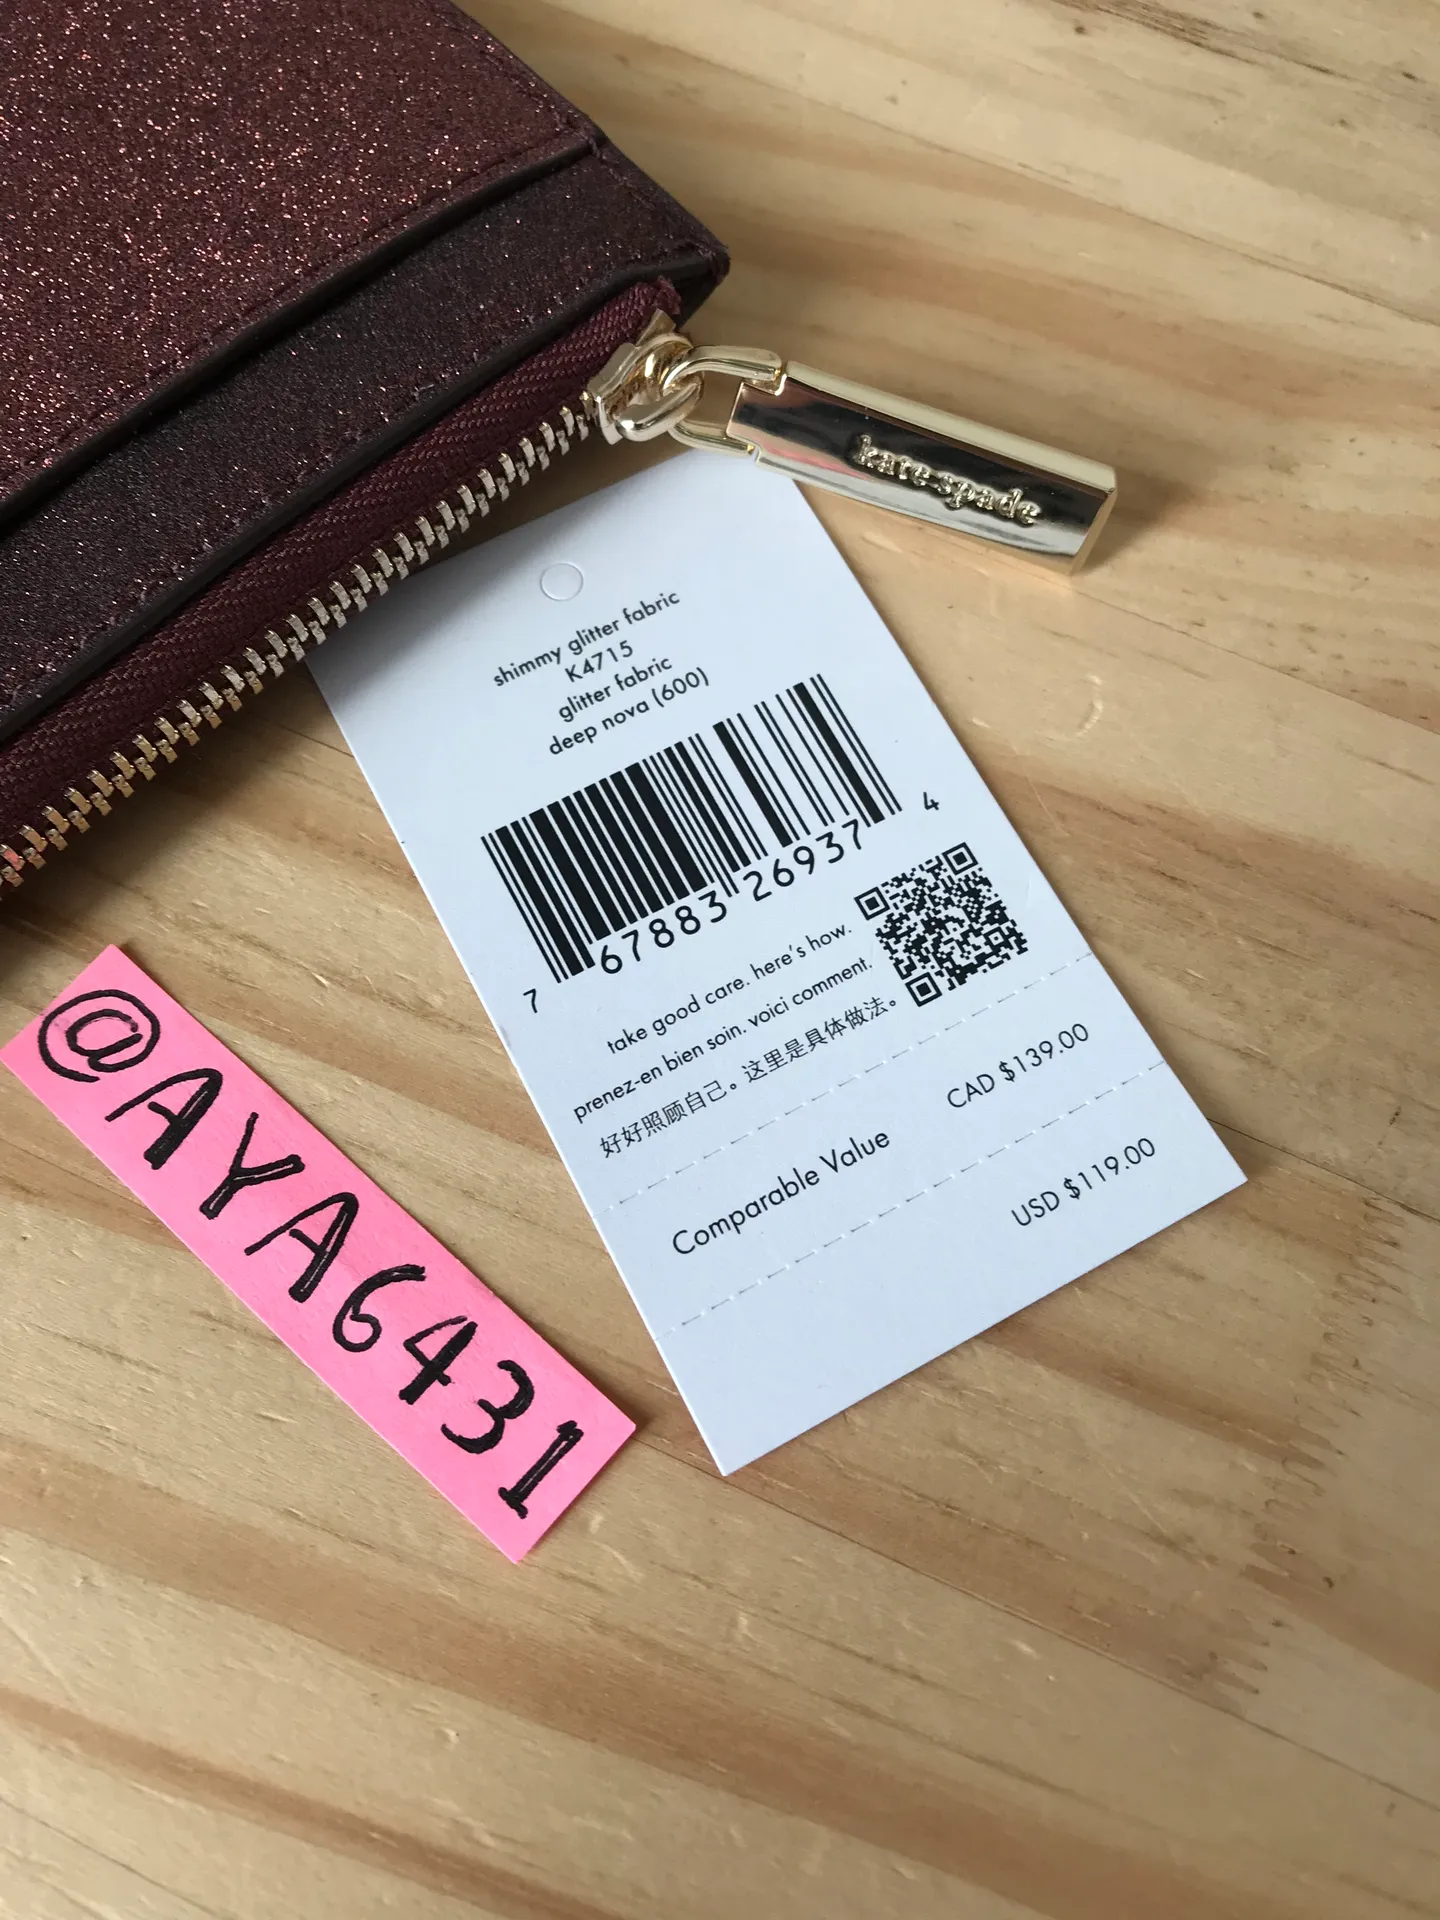 kate spade
shimmy glitter fabric
K4715
glitter fabric
deep nova (600)
7 67883 26937 4
take good care. here's how.
prenez-en bien soin. voici comment.
好好照顾自己。这里是具体做法。
CAD $139.00
Comparable Value
USD $119.00
@AYA6431